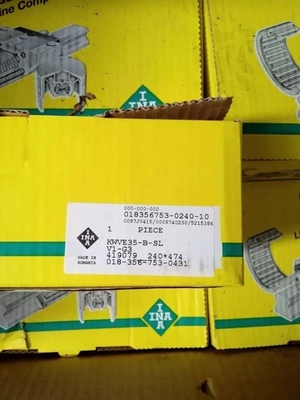 ine Comp
INA
000-000-000
018356753-0240-10
1 PIECE
INA
KWVE35-B-SL
V1-G3
419079 240*474
MADE IN
ROMANIA
018-356-753-0431
INA